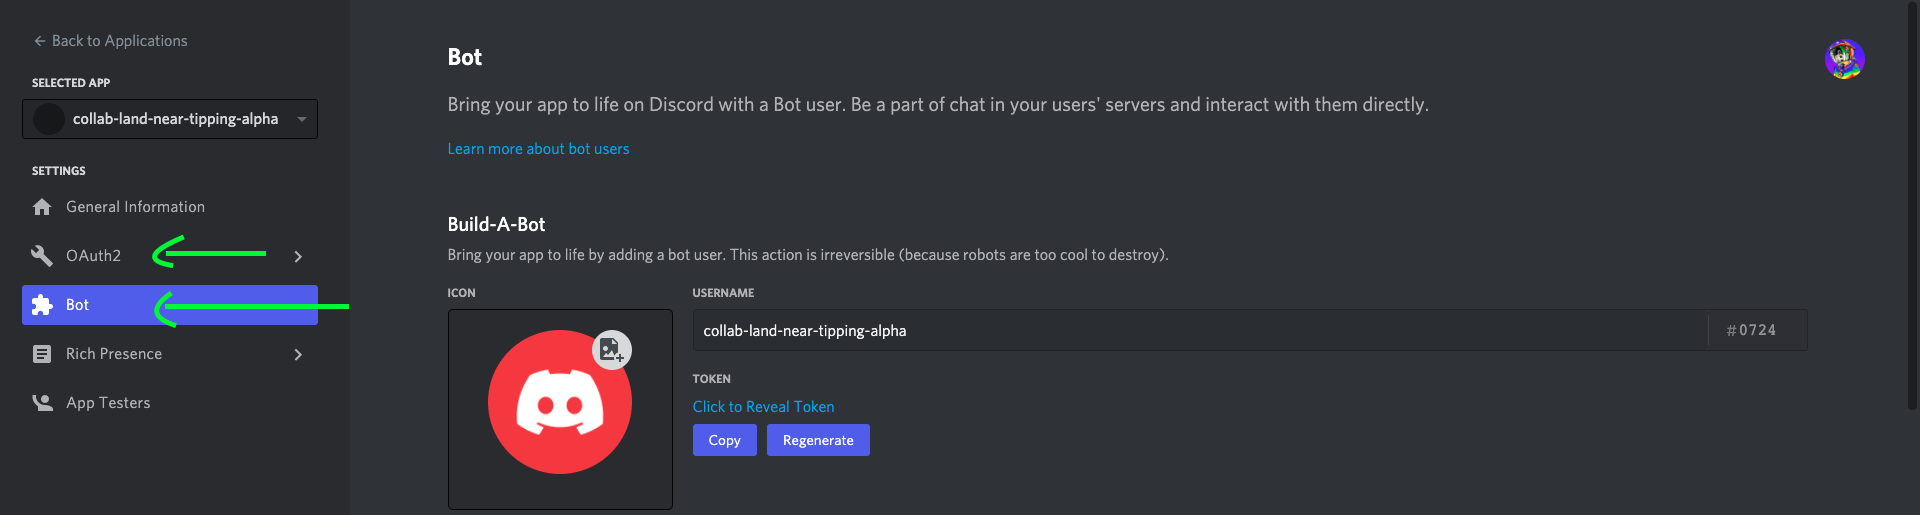 ← Back to Applications
SELECTED APP
collab-land-near-tipping-alpha
SETTINGS
General Information
OAuth2
Bot
Rich Presence
App Testers
Bot
Bring your app to life on Discord with a Bot user. Be a part of chat in your users' servers and interact with them directly.
Learn more about bot users
Build-A-Bot
Bring your app to life by adding a bot user. This action is irreversible (because robots are too cool to destroy).
ICON
USERNAME
collab-land-near-tipping-alpha #0724
TOKEN
Click to Reveal Token
Copy Regenerate